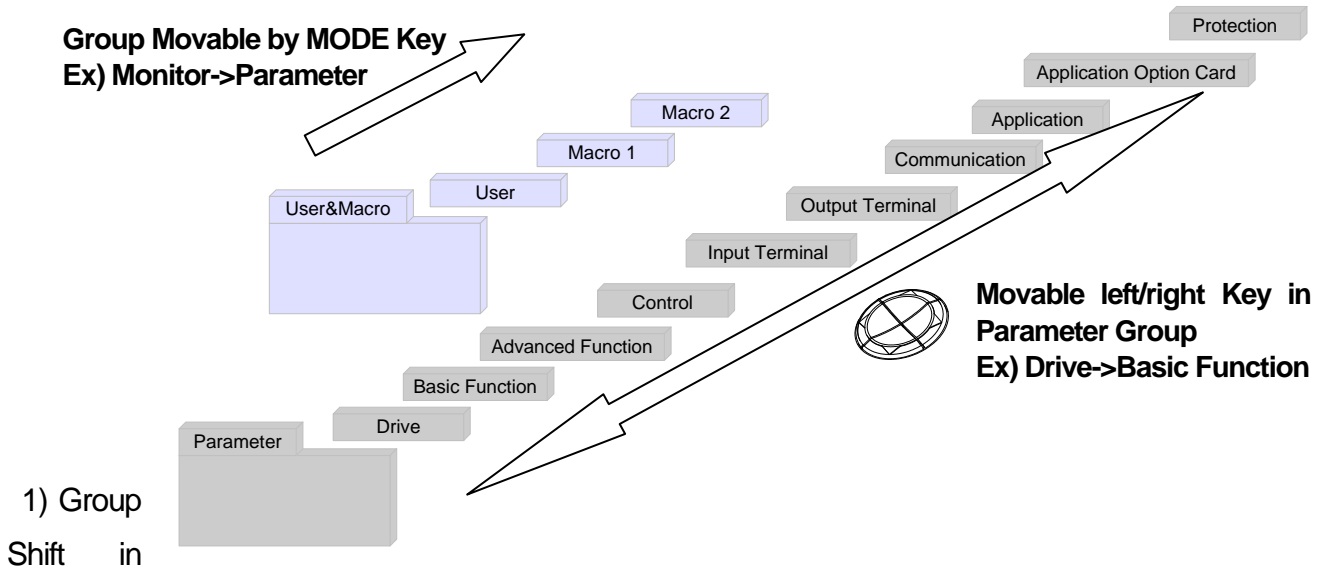 Group Movable by MODE Key
Ex) Monitor->Parameter
Protection
Application Option Card
Application
Communication
Output Terminal
Input Terminal
Control
Advanced Function
Basic Function
Drive
Parameter
Macro 2
Macro 1
User
User&Macro
Movable left/right Key in
Parameter Group
Ex) Drive->Basic Function
1) Group
Shift in